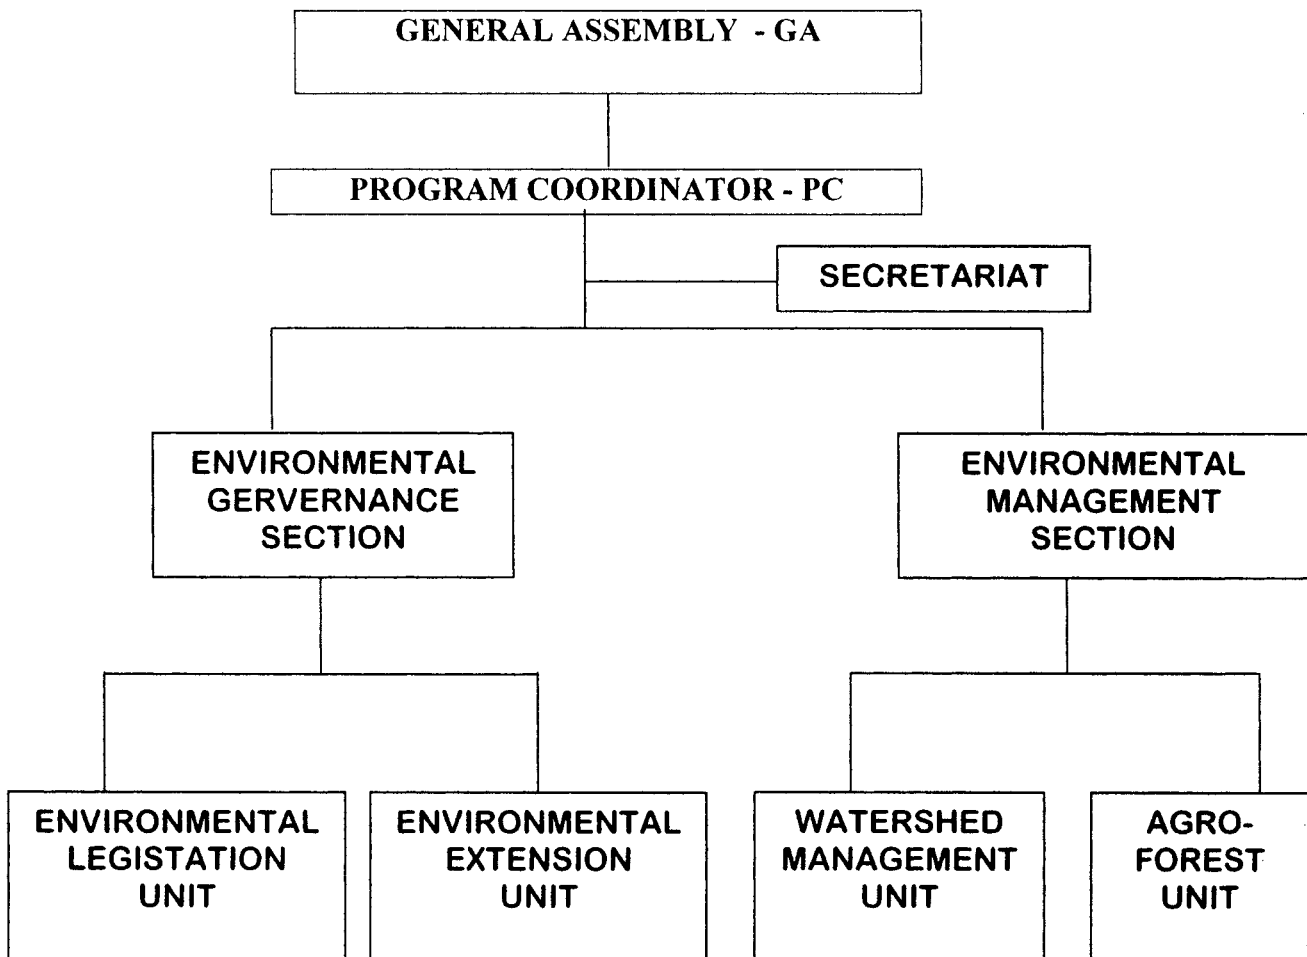 GENERAL ASSEMBLY - GA
PROGRAM COORDINATOR - PC
SECRETARIAT
ENVIRONMENTAL
GERVERNANCE
SECTION
ENVIRONMENTAL
MANAGEMENT
SECTION
ENVIRONMENTAL
LEGISTATION
UNIT
ENVIRONMENTAL
EXTENSION
UNIT
WATERSHED
MANAGEMENT
UNIT
AGRO-
FOREST
UNIT